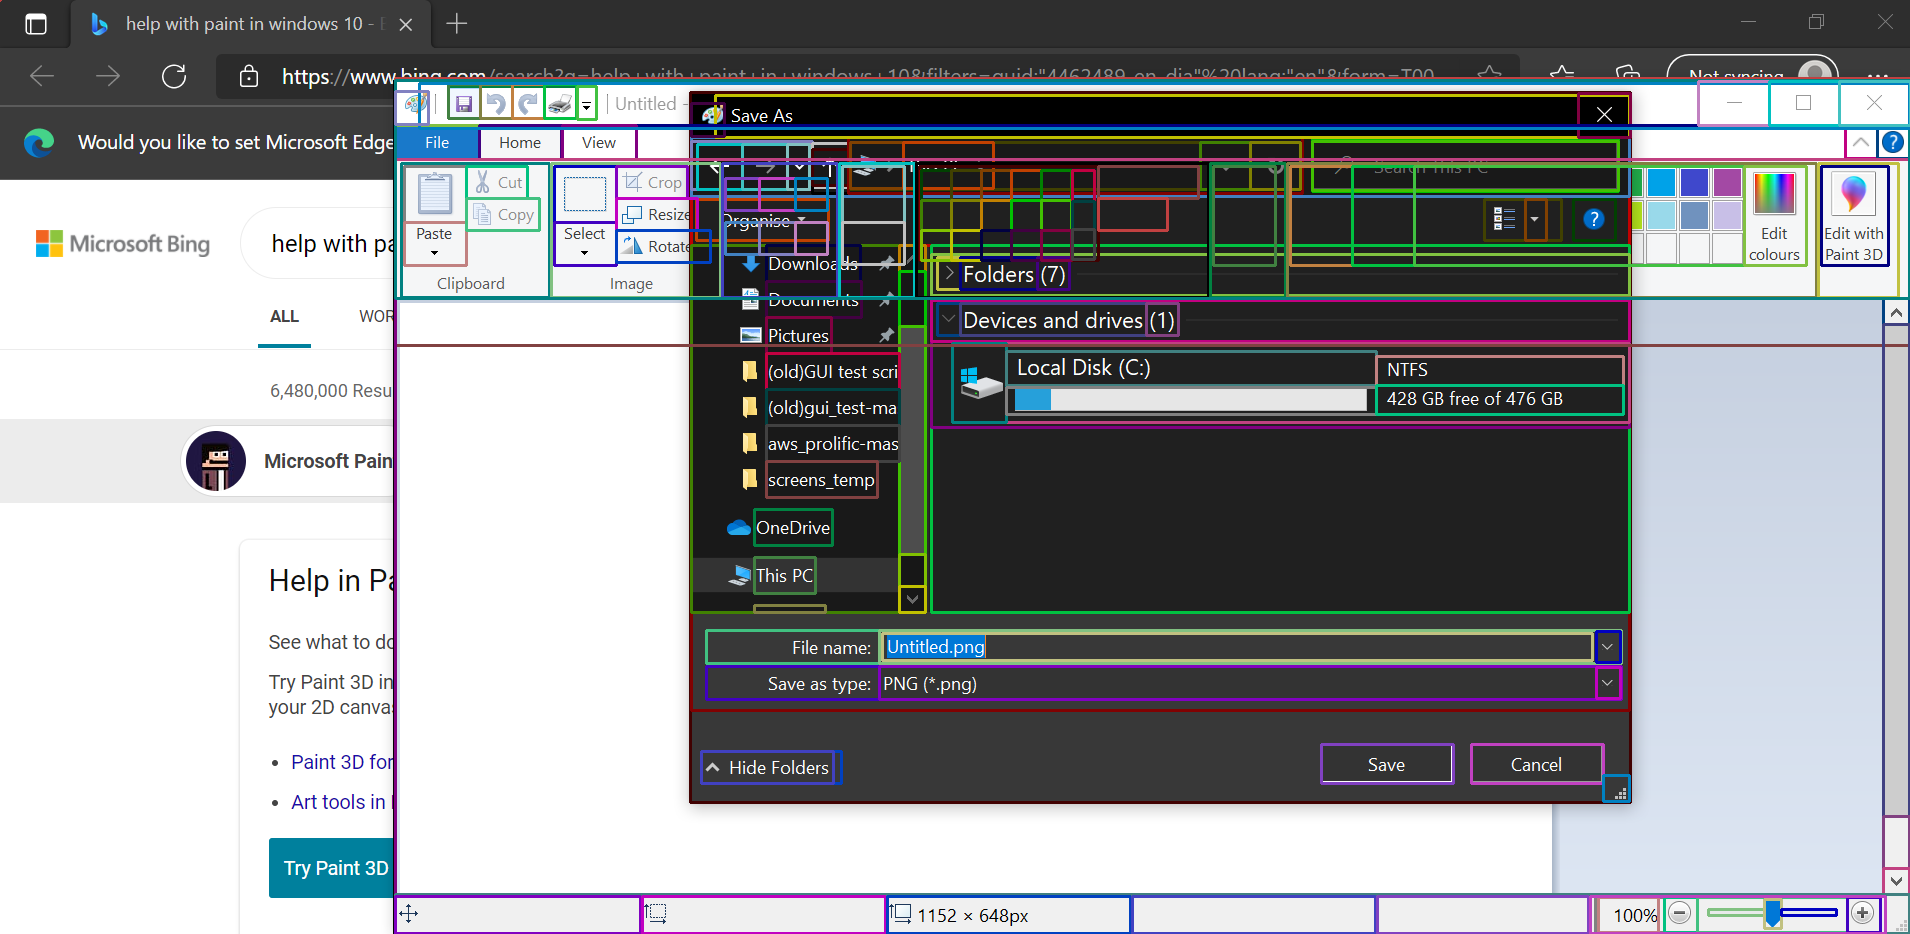 help with paint in windows 10 -
https://www.bing.com/search?q=help+with+paint+in+windows+10&filters=guid:"4462489-en-dia"%20lang:"en"&form=T00
Not syncing
Untitled -
Save As
Would you like to set Microsoft Edge
File
Home
View
Search This PC
Cut
Copy
Paste
Clipboard
Select
Crop
Resize
Rotate
Image
Organise
Edit
colours
Edit with
Paint 3D
Microsoft Bing
help with pa
ALL
WOR
6,480,000 Resu
Microsoft Pain
Help in Pa
See what to do
Try Paint 3D in
your 2D canvas
• Paint 3D for
• Art tools in
Try Paint 3D
Downloads
Documents
Pictures
(old)GUI test scri
(old)gui_test-ma
aws_prolific-mas
screens_temp
OneDrive
This PC
Folders (7)
Devices and drives (1)
Local Disk (C:)
NTFS
428 GB free of 476 GB
File name:
Untitled.png
Save as type:
PNG (*.png)
Hide Folders
Save
Cancel
1152 × 648px
100%